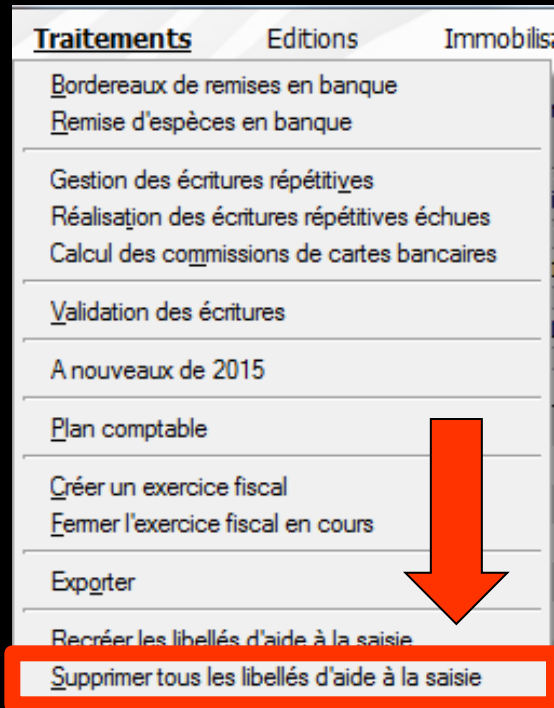 Traitements Editions Immobilisa
Bordereaux de remises en banque
Remise d'espèces en banque
Gestion des écritures répétitives
Réalisation des écritures répétitives échues
Calcul des commissions de cartes bancaires
Validation des écritures
A nouveaux de 2015
Plan comptable
Créer un exercice fiscal
Fermer l'exercice fiscal en cours
Exporter
Recréer les libellés d'aide à la saisie
Supprimer tous les libellés d'aide à la saisie